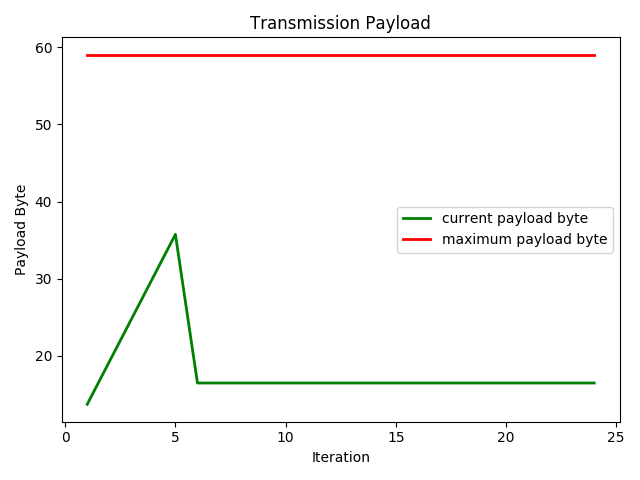 Transmission Payload
60
50
40
30
20
Payload Byte
current payload byte
maximum payload byte
0
5
10
15
20
25
Iteration